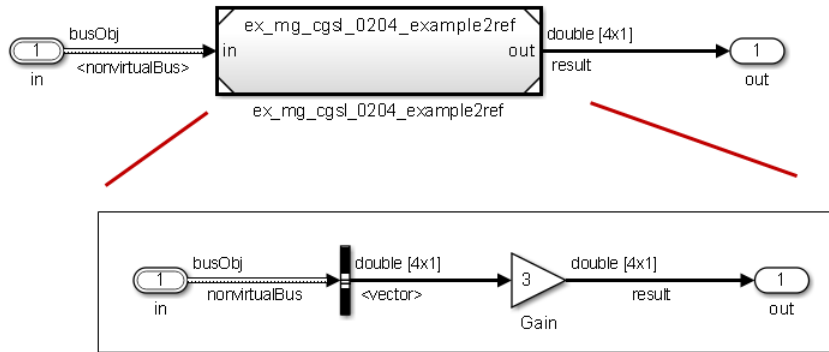 ex_mg_cgsl_0204_example2ref
1
in
busObj
<nonvirtualBus>
in
out
double [4x1]
result
1
out
ex_mg_cgsl_0204_example2ref
1
in
busObj
nonvirtualBus
double [4x1]
<vector>
3
Gain
double [4x1]
result
1
out